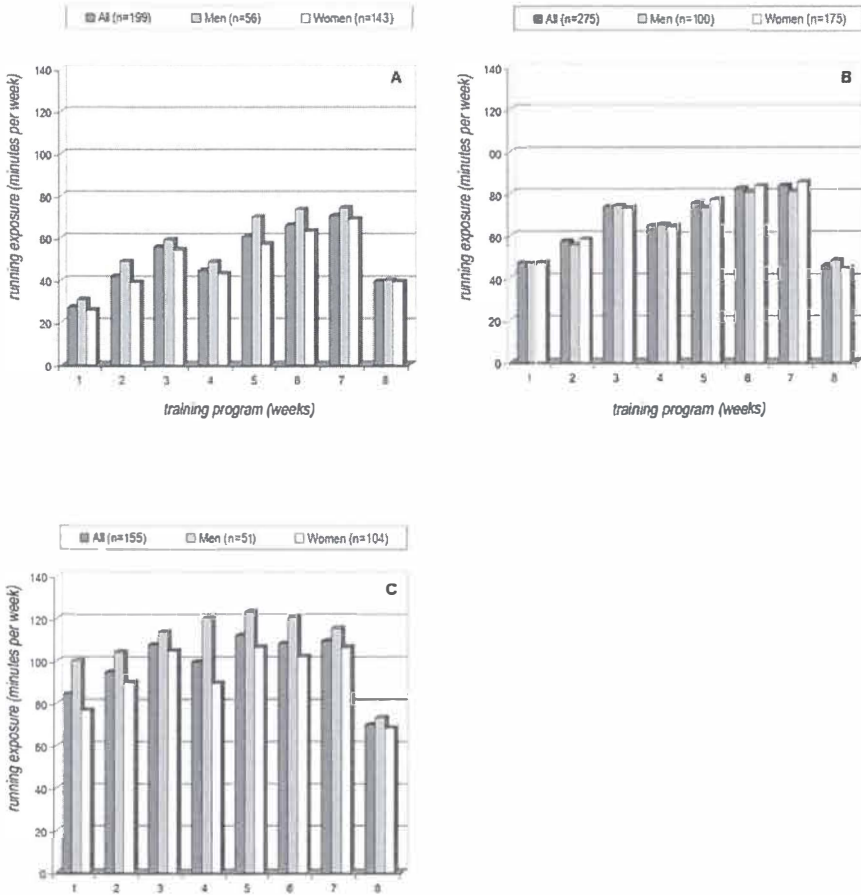 All (n=199) Men (n=56) Women (n=143)
A
running exposure (minutes per week)
140
120
100
80
60
40
20
0
1 2 3 4 5 6 7 8
training program (weeks)
All (n=275) Men (n=100) Women (n=175)
B
running exposure (minutes per week)
140
120
00
80
60
40
20
0
1 2 3 4 5 6 7 8
training program (weeks)
All (n=155) Men (n=51) Women (n=104)
C
running exposure (minutes per week)
140
120
100
80
60
40
20
0
1 2 3 4 5 6 7 8